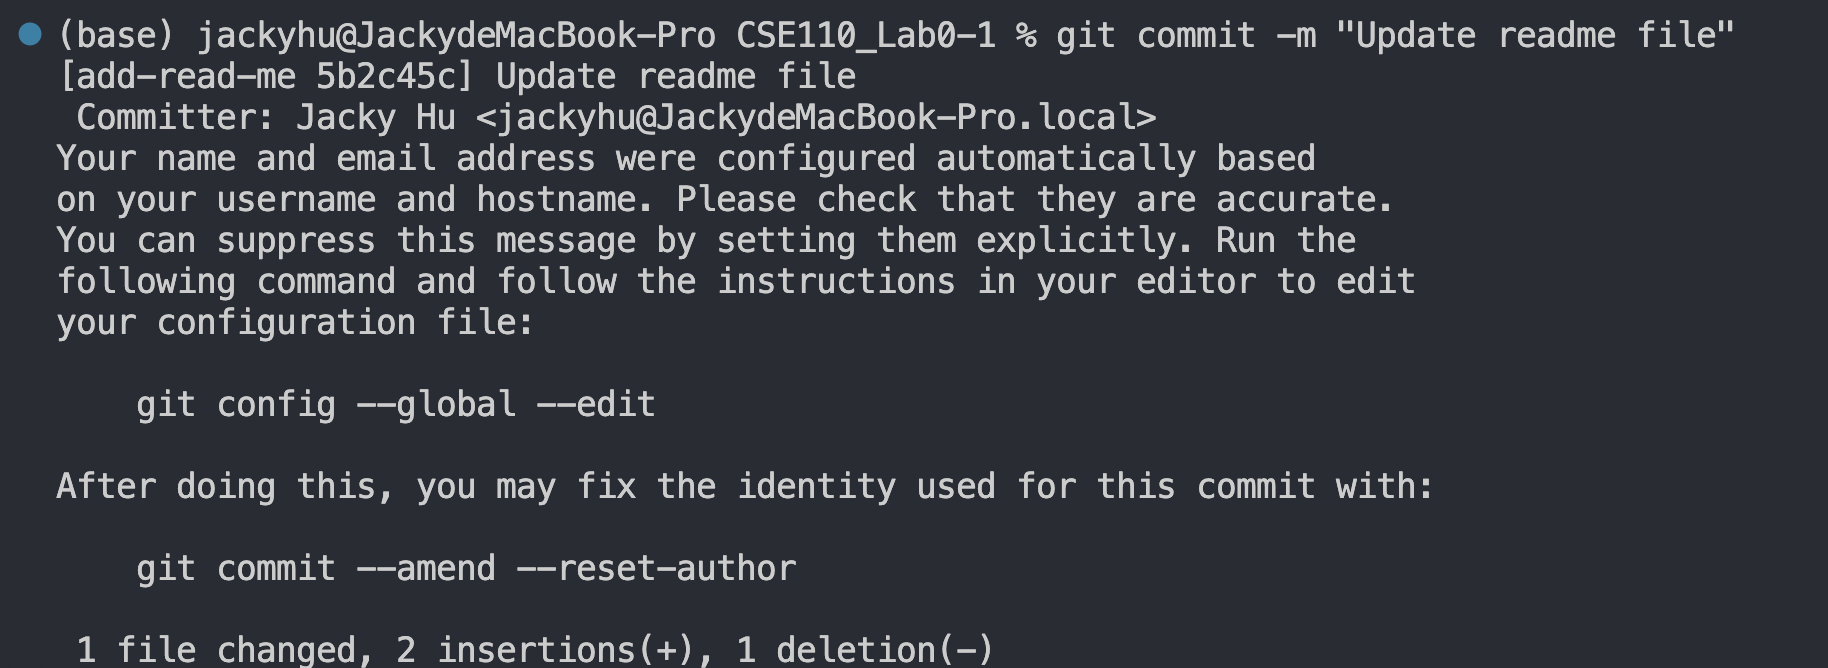 (base) jackyhu@JackydeMacBook-Pro CSE110_Lab0-1 % git commit -m "Update readme file"
[add-read-me 5b2c45c] Update readme file
 Committer: Jacky Hu <jackyhu@JackydeMacBook-Pro.local>
Your name and email address were configured automatically based
on your username and hostname. Please check that they are accurate.
You can suppress this message by setting them explicitly. Run the
following command and follow the instructions in your editor to edit
your configuration file:

    git config --global --edit

After doing this, you may fix the identity used for this commit with:

    git commit --amend --reset-author

 1 file changed, 2 insertions(+), 1 deletion(-)